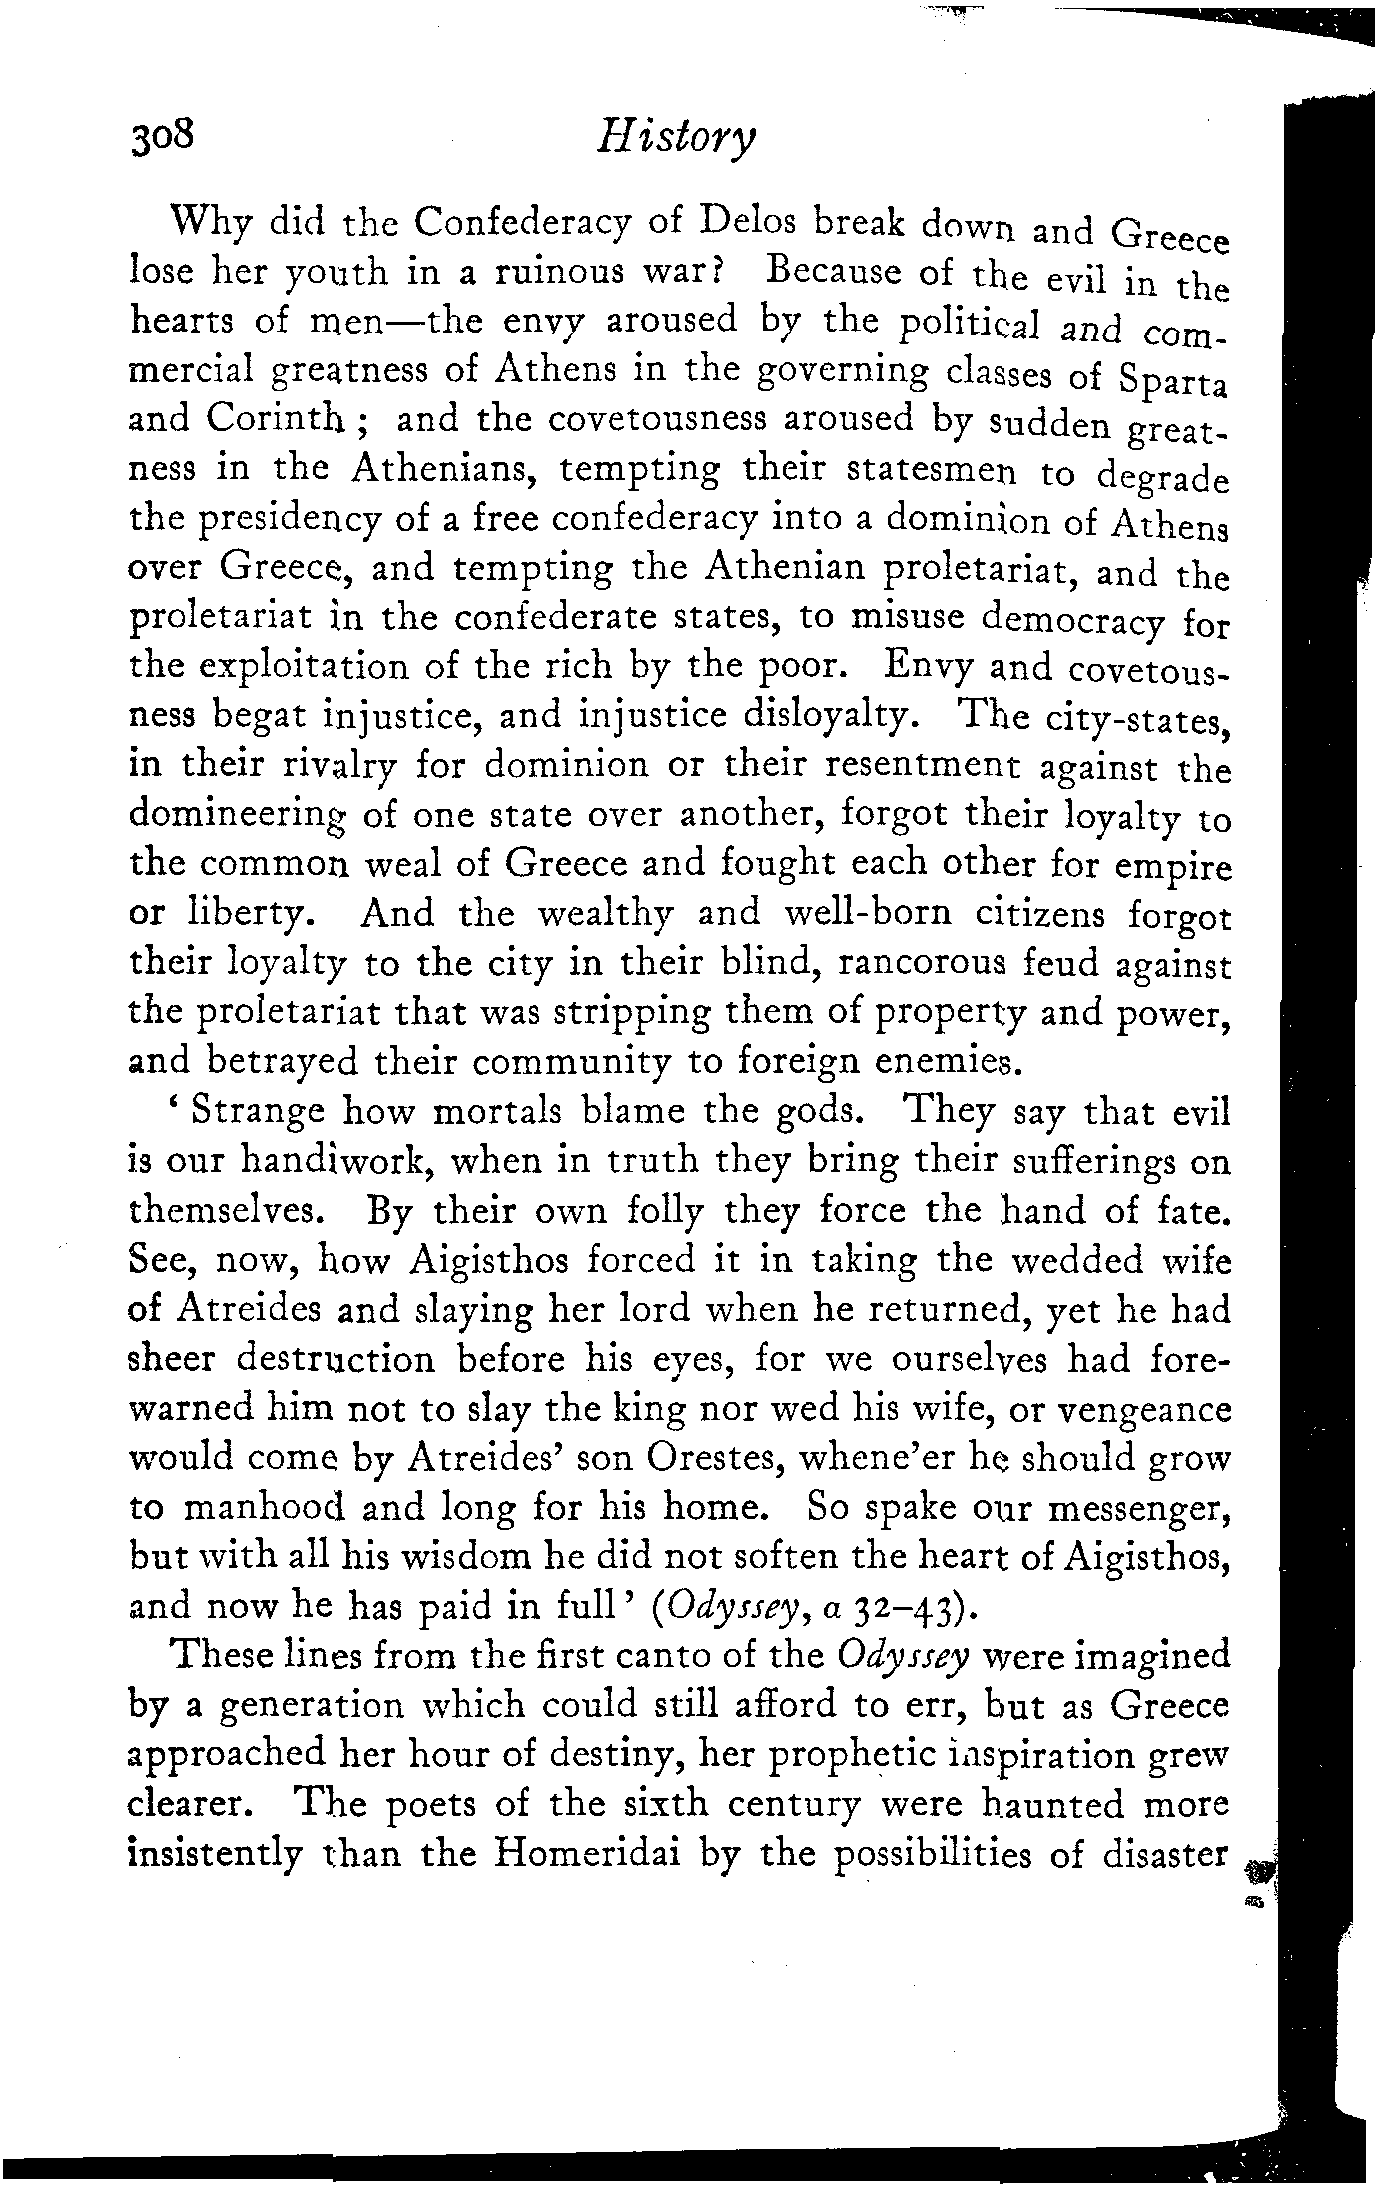 308 History
Why did the Confederacy of Delos break down and Greece
lose her youth in a ruinous war? Because of the evil in the
hearts of men—the envy aroused by the political and com-
mercial greatness of Athens in the governing classes of Sparta
and Corinth ; and the covetousness aroused by sudden great-
ness in the Athenians, tempting their statesmen to degrade
the presidency of a free confederacy into a dominion of Athens
over Greece, and tempting the Athenian proletariat, and the
proletariat in the confederate states, to misuse democracy for
the exploitation of the rich by the poor. Envy and covetous-
ness begat injustice, and injustice disloyalty. The city-states,
in their rivalry for dominion or their resentment against the
domineering of one state over another, forgot their loyalty to
the common weal of Greece and fought each other for empire
or liberty. And the wealthy and well-born citizens forgot
their loyalty to the city in their blind, rancorous feud against
the proletariat that was stripping them of property and power,
and betrayed their community to foreign enemies.
‘ Strange how mortals blame the gods. They say that evil
is our handiwork, when in truth they bring their sufferings on
themselves. By their own folly they force the hand of fate.
See, now, how Aigisthos forced it in taking the wedded wife
of Atreides and slaying her lord when he returned, yet he had
sheer destruction before his eyes, for we ourselves had fore-
warned him not to slay the king nor wed his wife, or vengeance
would come by Atreides’ son Orestes, whene’er he should grow
to manhood and long for his home. So spake our messenger,
but with all his wisdom he did not soften the heart of Aigisthos,
and now he has paid in full ’ (Odyssey, α 32–43).
These lines from the first canto of the Odyssey were imagined
by a generation which could still afford to err, but as Greece
approached her hour of destiny, her prophetic inspiration grew
clearer. The poets of the sixth century were haunted more
insistently than the Homeridai by the possibilities of disaster